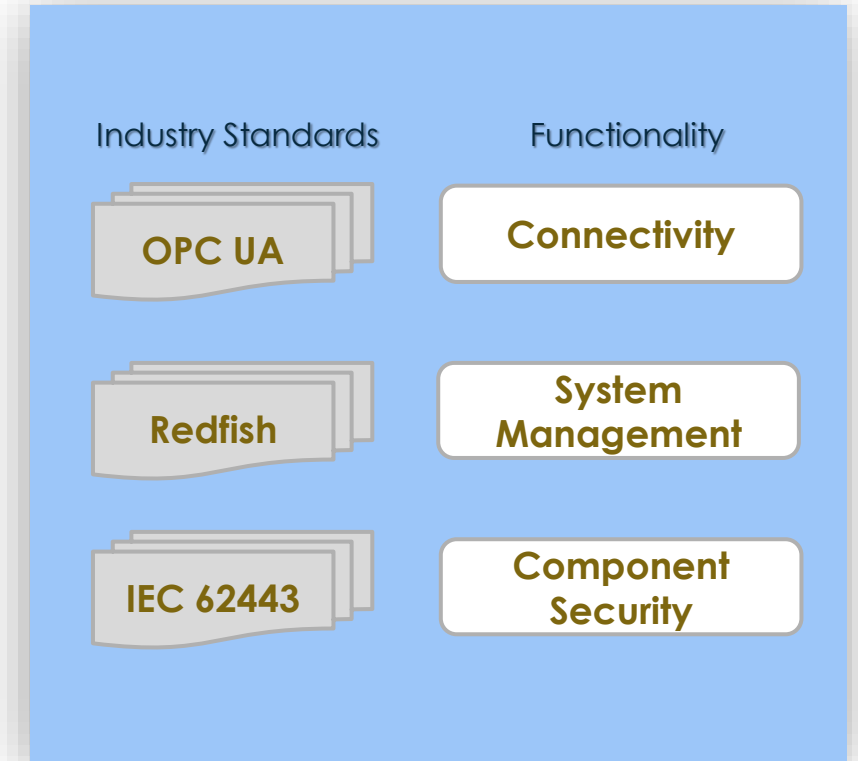 Industry Standards
Functionality
OPC UA
Connectivity
Redfish
System
Management
IEC 62443
Component
Security